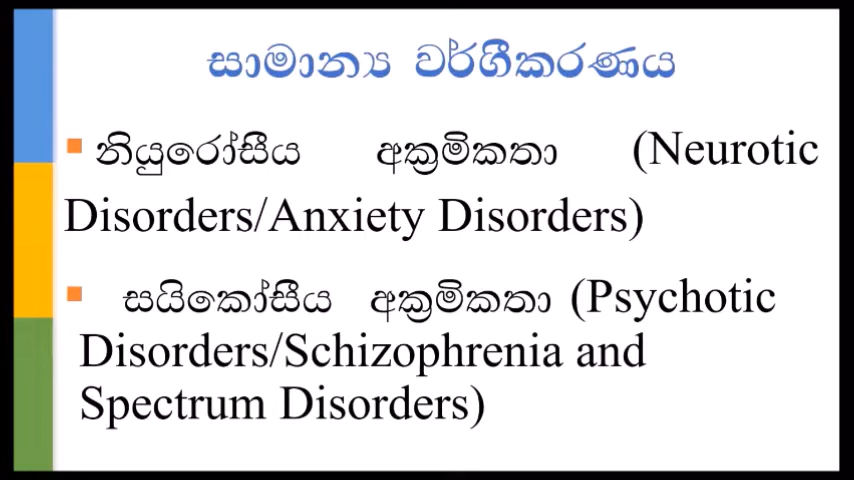 සාමාන්‍ය වර්ගීකරණය
▪ නියුරෝසීය අක්‍රමිකතා (Neurotic
Disorders/Anxiety Disorders)
▪ සයිකෝසීය අක්‍රමිකතා (Psychotic
Disorders/Schizophrenia and
Spectrum Disorders)